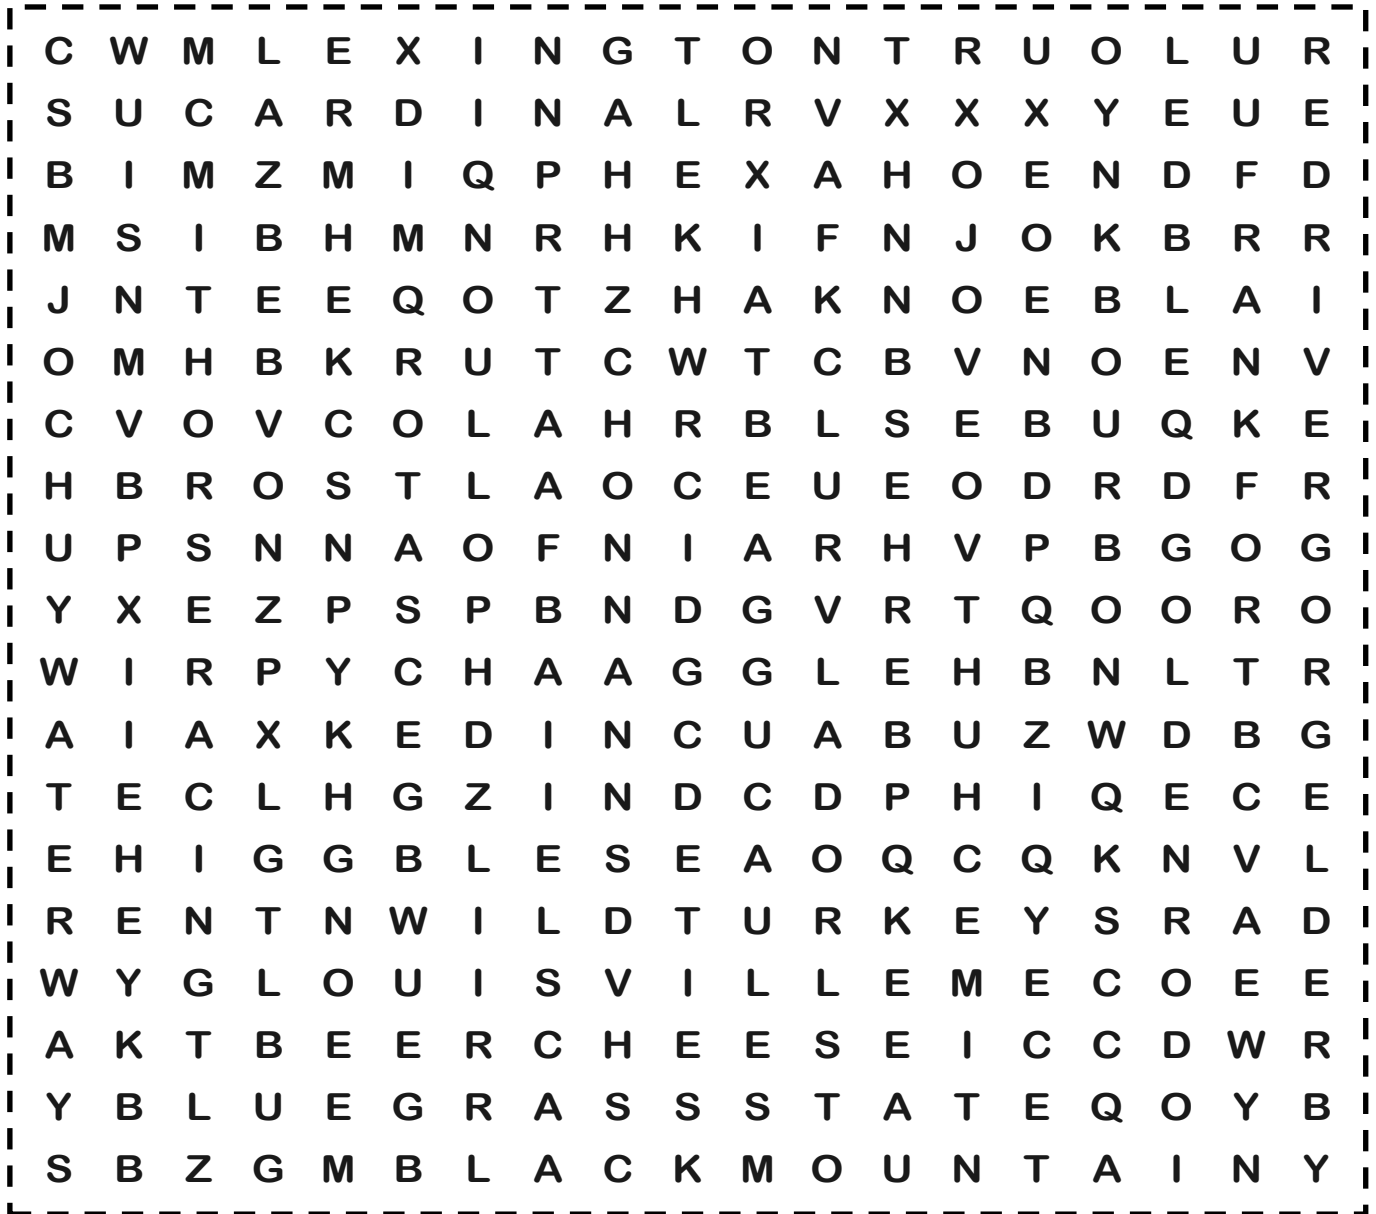 C W M L E X I N G T O N T R U O L U R
S U C A R D I N A L R V X X X Y E U E
B I M Z M I Q P H E X A H O E N D F D
M S I B H M N R H K I F N J O K B R R
J N T E E Q O T Z H A K N O E B L A I
O M H B K R U T C W T C B V N O E N V
C V O V C O L A H R B L S E B U Q K E
H B R O S T L A O C E U E O D R D F R
U P S N N A O F N I A R H V P B G O G
Y X E Z P S P B N D G V R T Q O O R O
W I R P Y C H A A G G L E H B N L T R
A I A X K E D I N C U A B U Z W D B G
T E C L H G Z I N D C D P H I Q E C E
E H I G G B L E S E A O Q C Q K N V L
R E N T N W I L D T U R K E Y S R A D
W Y G L O U I S V I L L E M E C O E E
A K T B E E R C H E E S E I C C D W R
Y B L U E G R A S S S T A T E Q O Y B
S B Z G M B L A C K M O U N T A I N Y